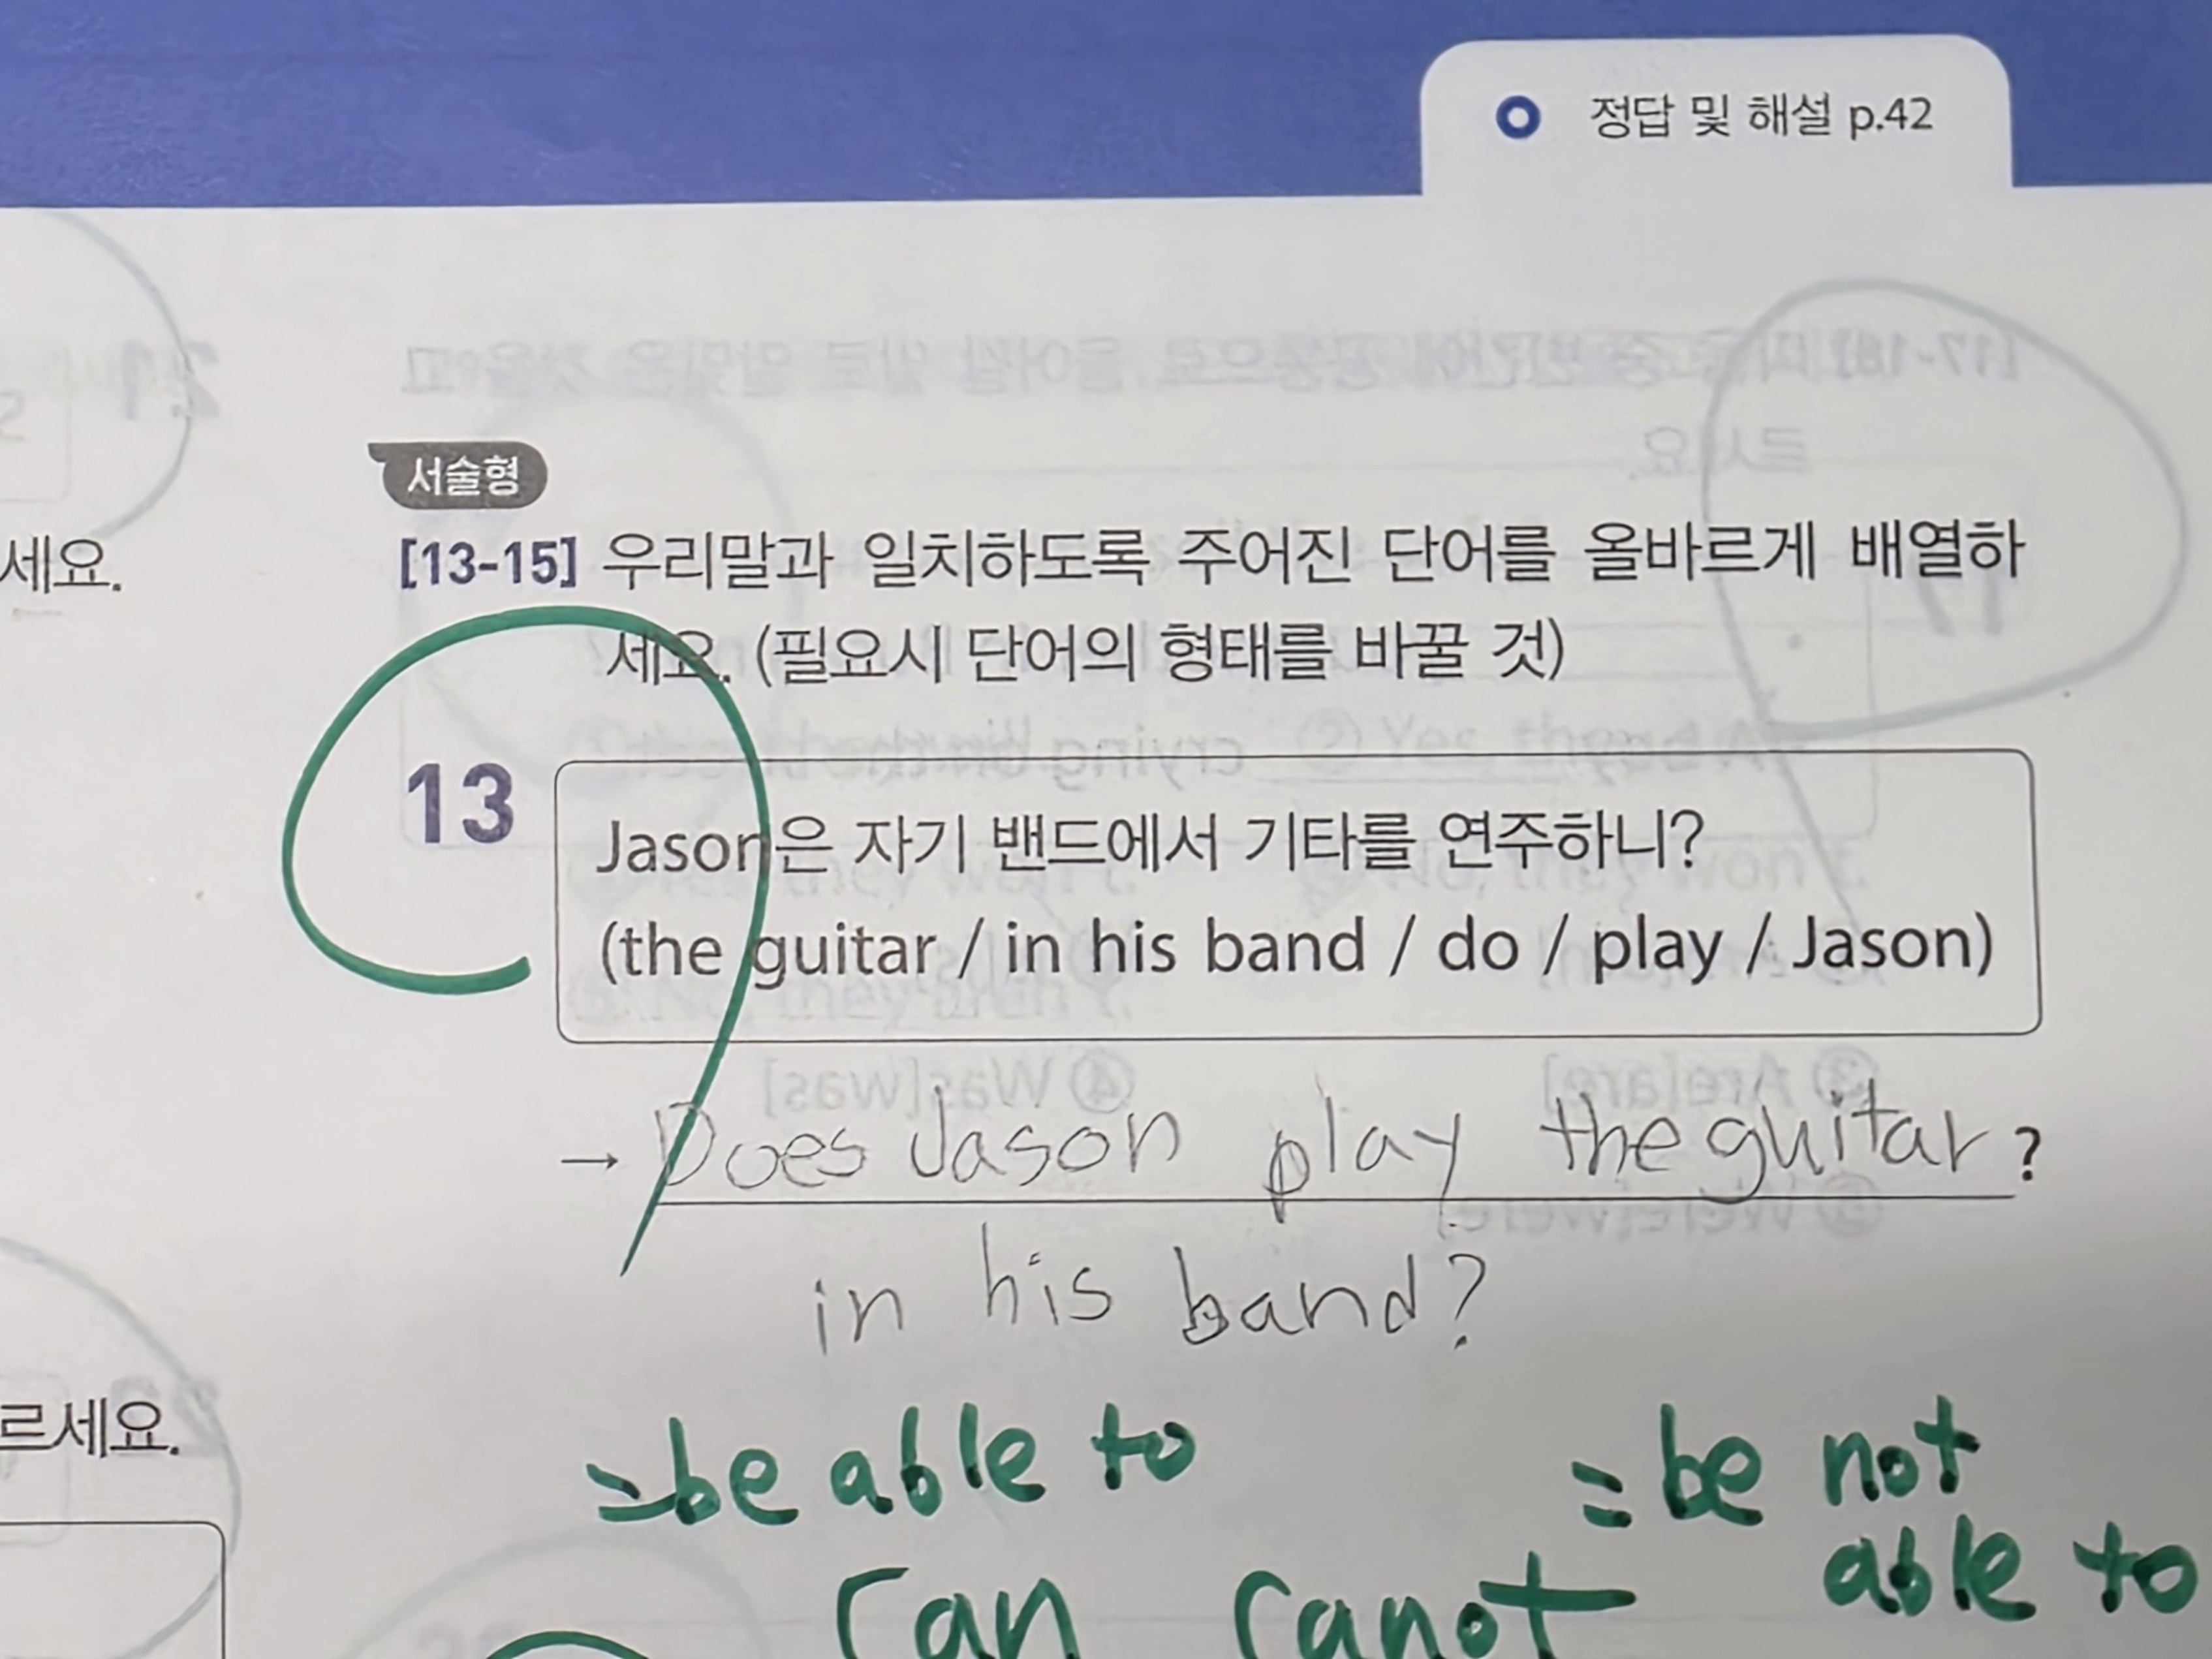 정답 및 해설 p.42
서술형
세요.
[13-15] 우리말과 일치하도록 주어진 단어를 올바르게 배열하
세요. (필요시 단어의 형태를 바꿀 것)
13
Jason은 자기 밴드에서 기타를 연주하니?
(the guitar / in his band / do / play / Jason)
→ Does Jason play the guitar ?
in his band?
르세요.
=be able to
=be not
able to
can canot